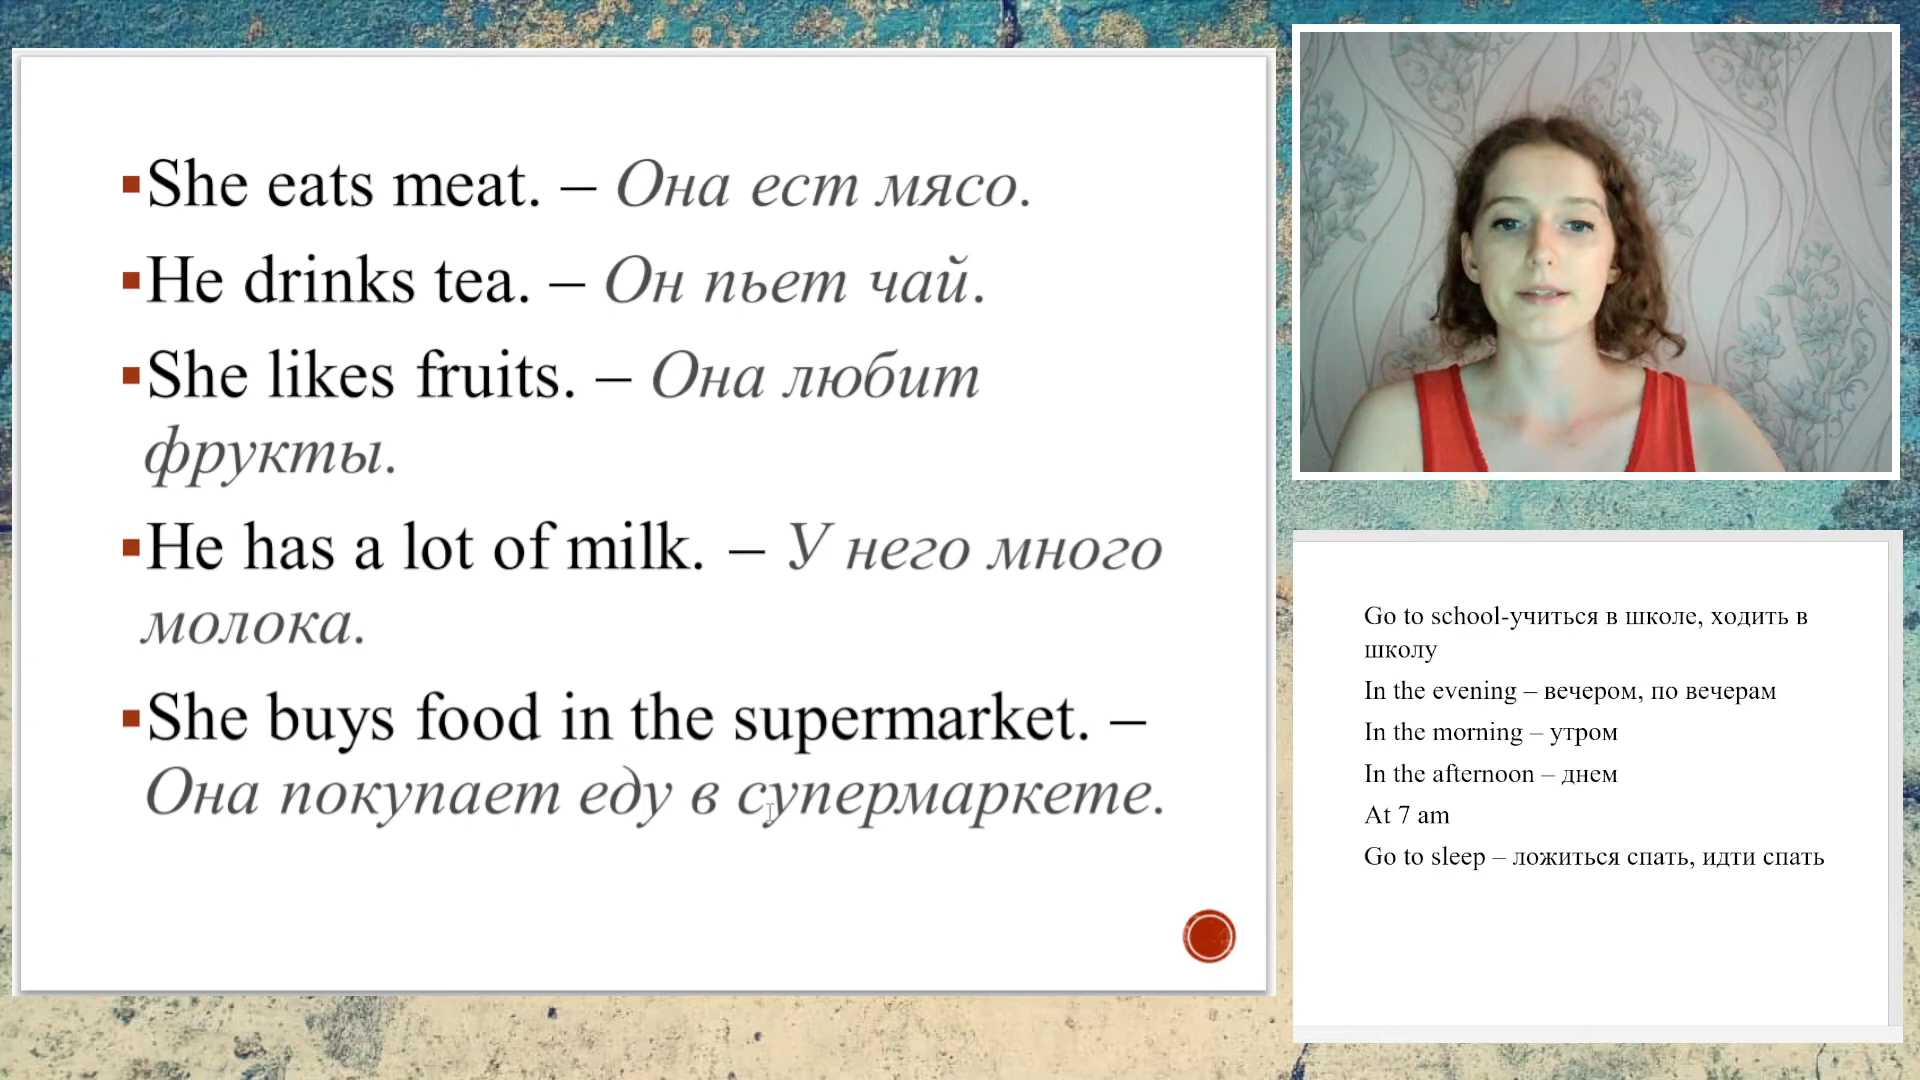 She eats meat. – Она ест мясо.
He drinks tea. – Он пьет чай.
She likes fruits. – Она любит
фрукты.
He has a lot of milk. – У него много
молока.
She buys food in the supermarket. –
Она покупает еду в супермаркете.
Go to school-учиться в школе, ходить в
школу
In the evening – вечером, по вечерам
In the morning – утром
In the afternoon – днем
At 7 am
Go to sleep – ложиться спать, идти спать